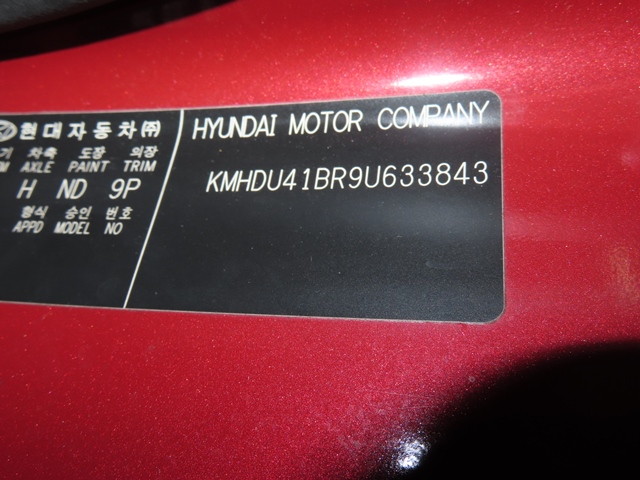 현대자동차㈜
기 차축 도장 외장
M AXLE PAINT TRIM
H ND 9P
형식 승인 번호
APPD MODEL NO
HYUNDAI MOTOR COMPANY
KMHDU41BR9U633843